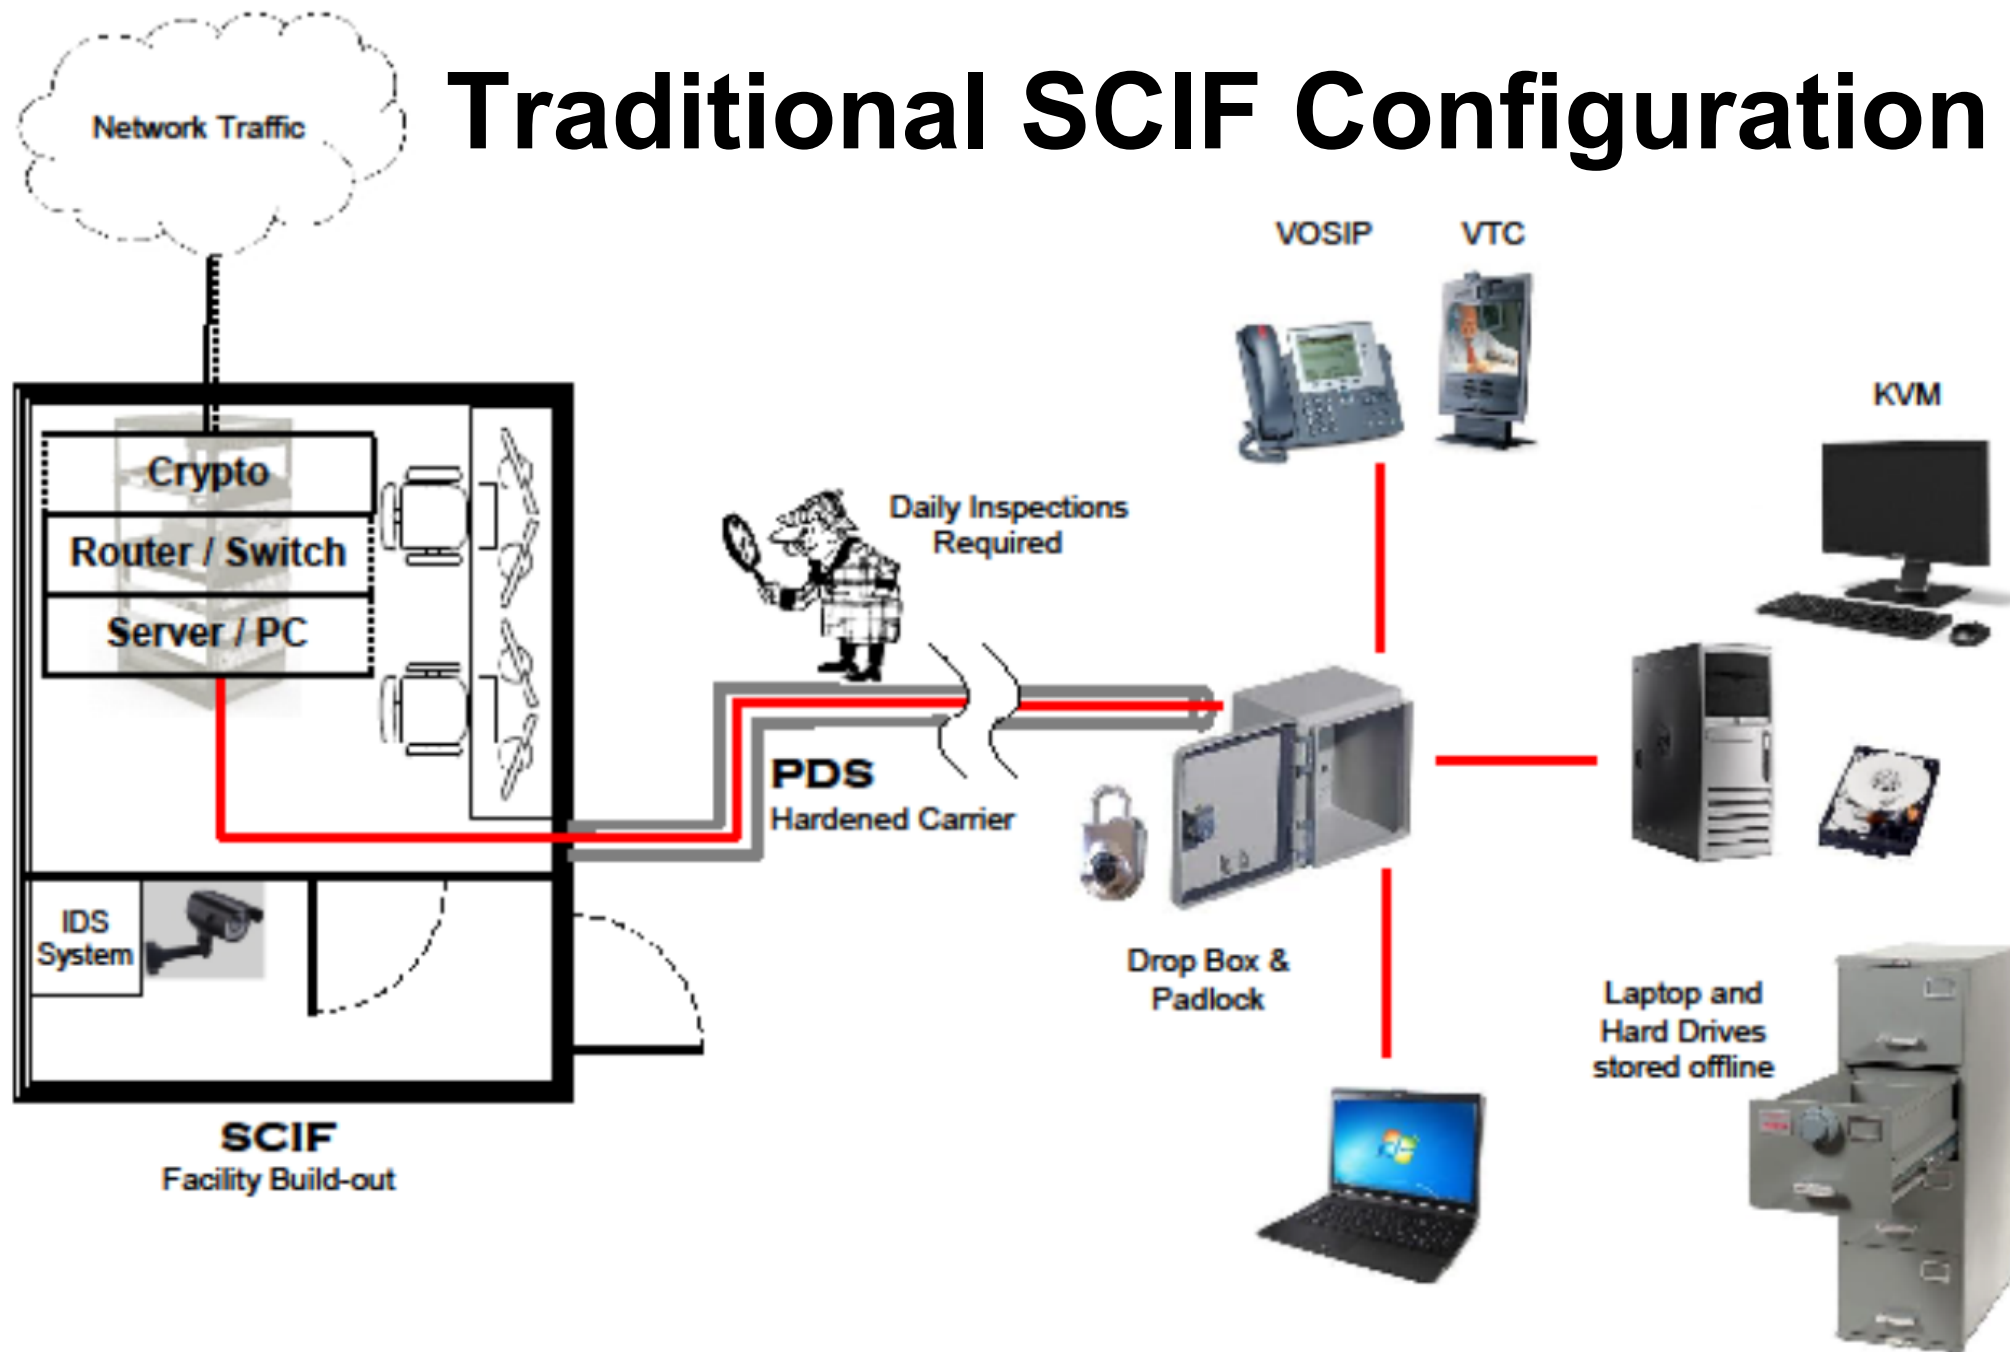 Traditional SCIF Configuration
Network Traffic
VOSIP
VTC
KVM
Crypto
Router / Switch
Server / PC
Daily Inspections
Required
PDS
Hardened Carrier
IDS
System
Drop Box &
Padlock
Laptop and
Hard Drives
stored offline
SCIF
Facility Build-out